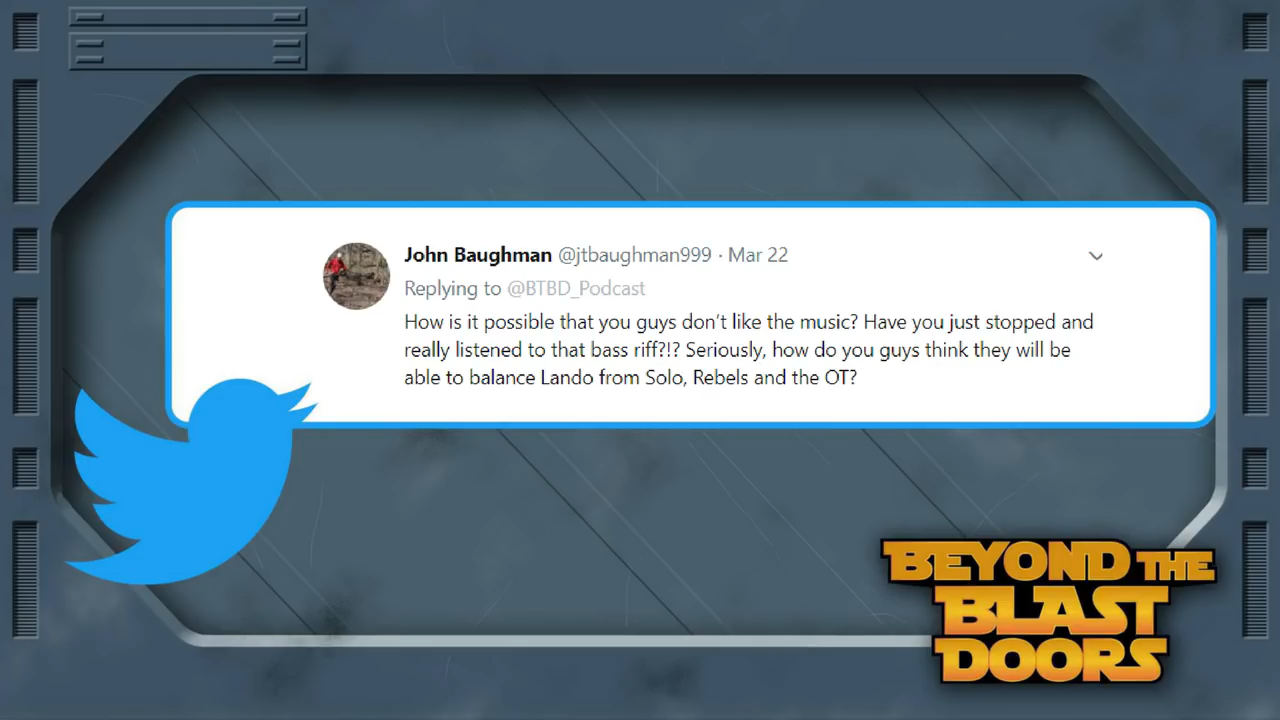 John Baughman @jtbaughman999 · Mar 22
Replying to @BTBD_Podcast
How is it possible that you guys don't like the music? Have you just stopped and
really listened to that bass riff?!? Seriously, how do you guys think they will be
able to balance Lando from Solo, Rebels and the OT?
BEYOND THE
BLAST
DOORS